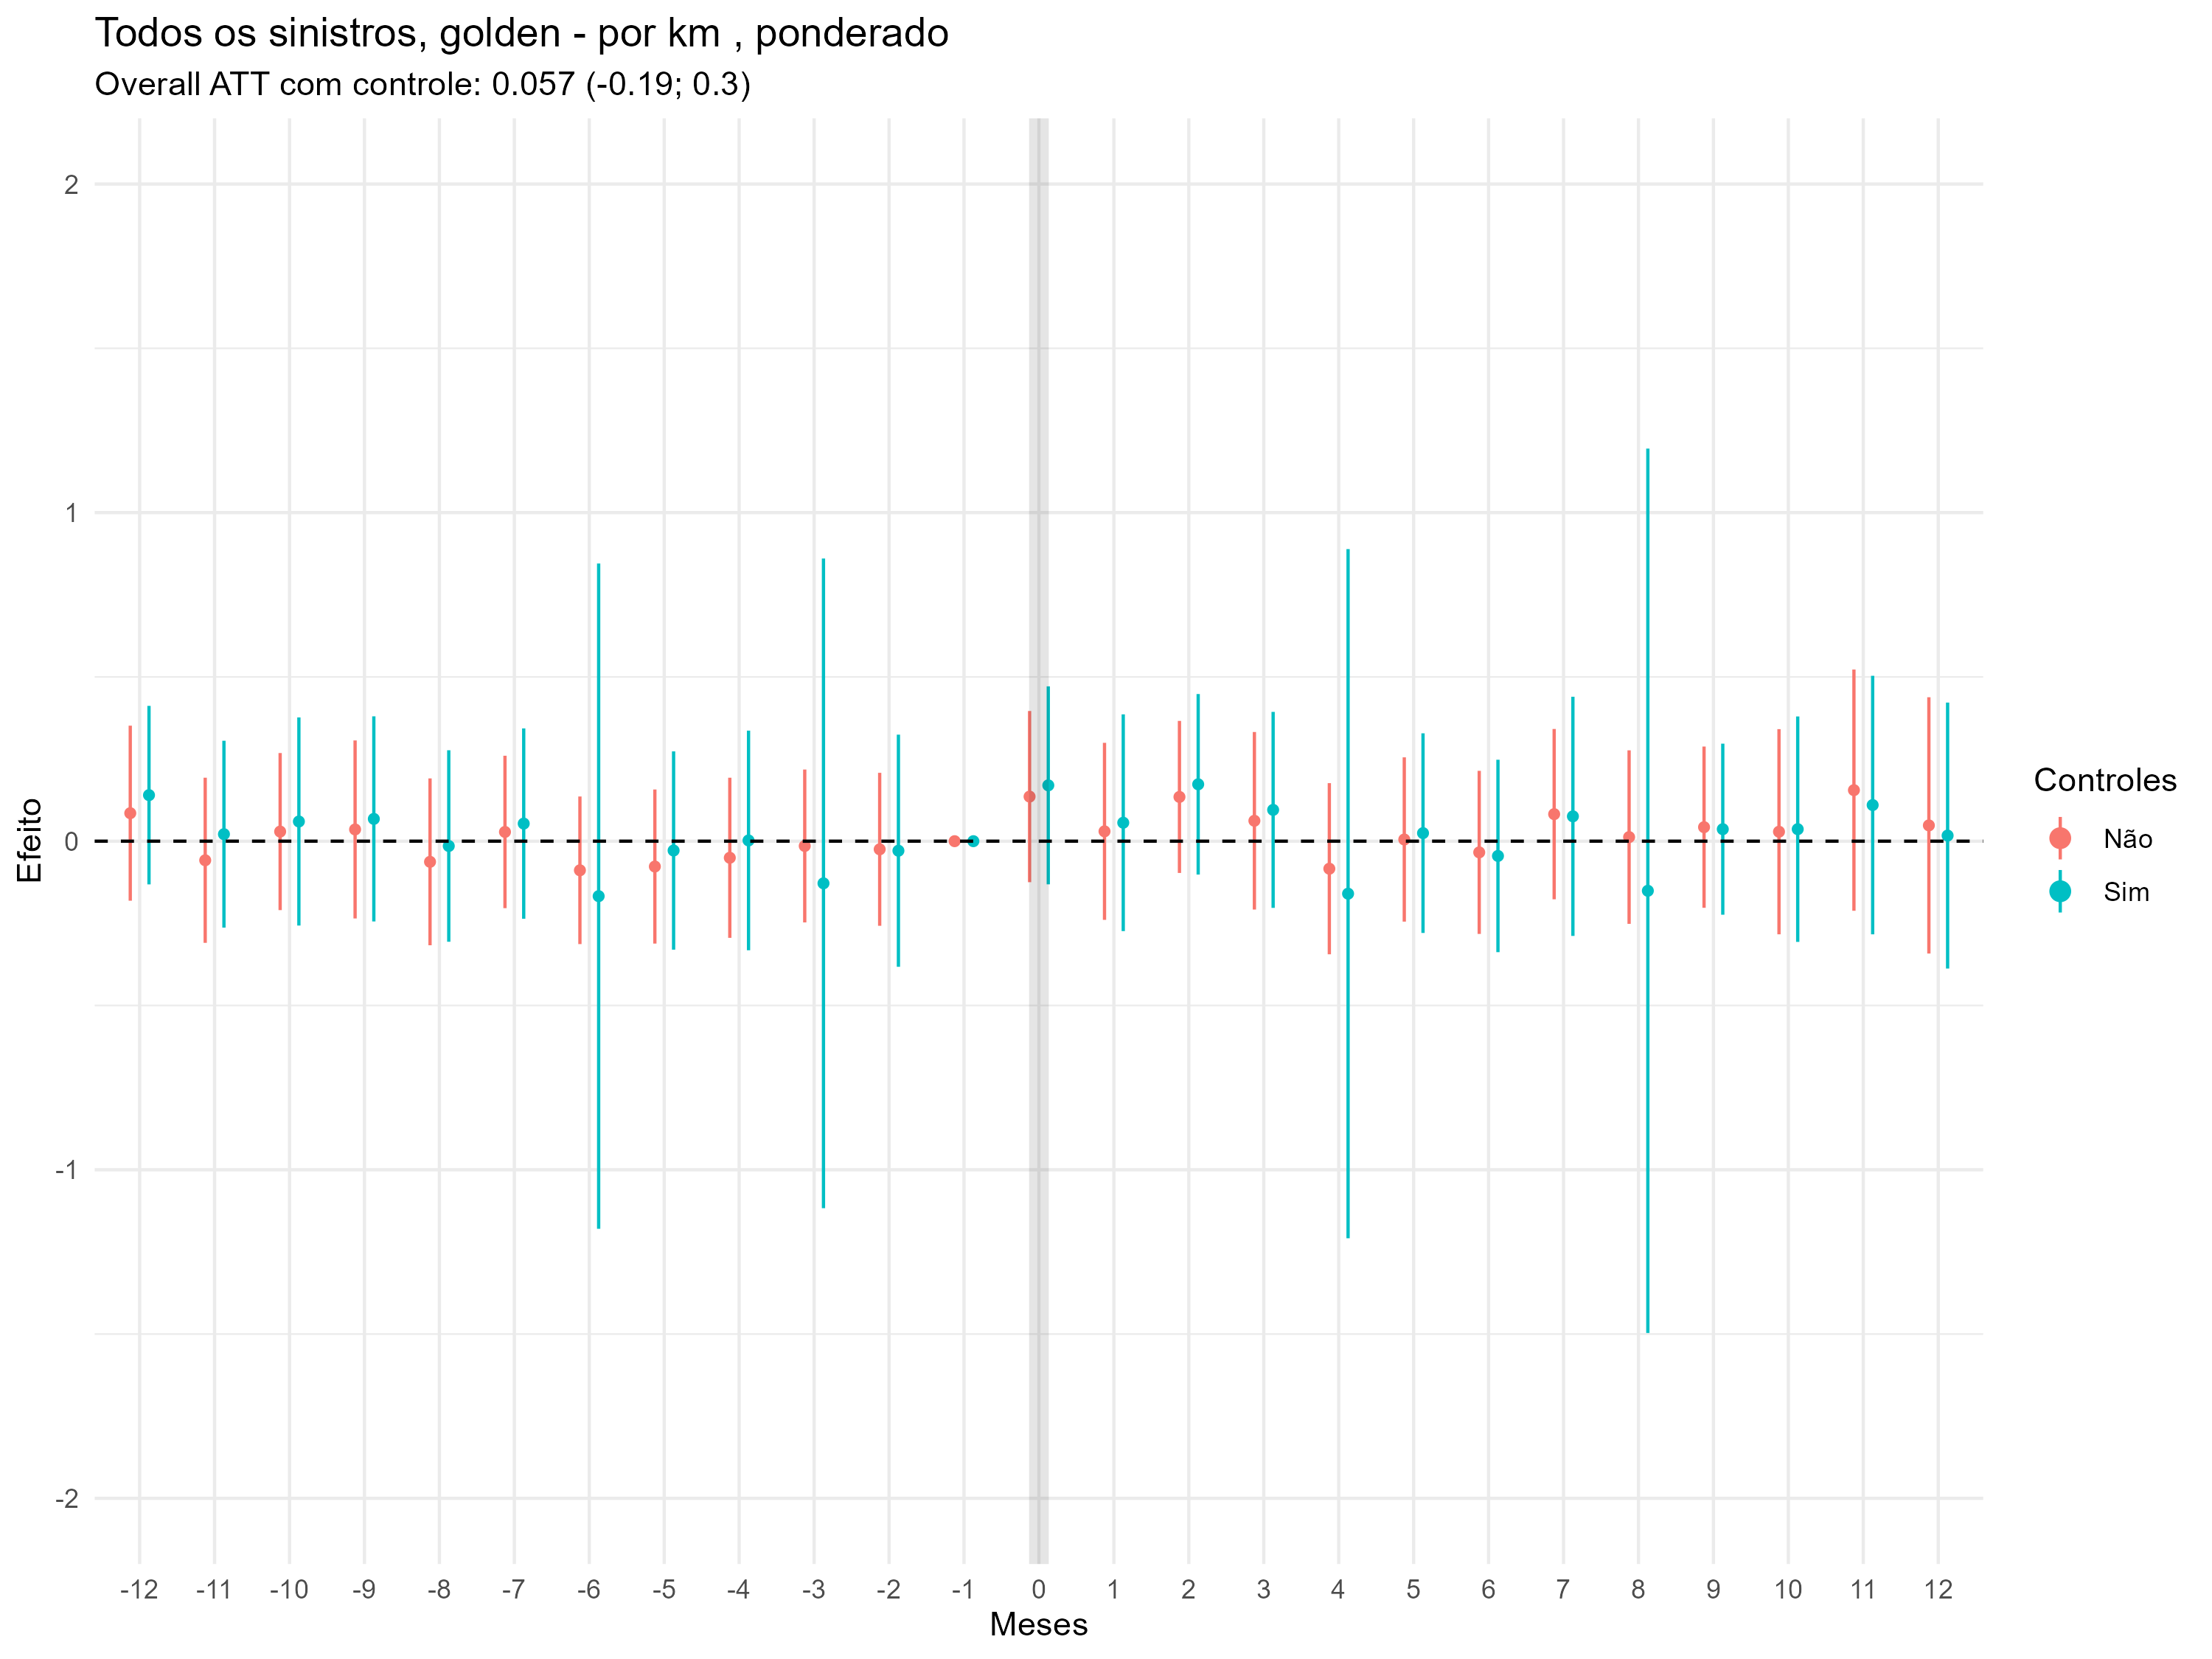 Todos os sinistros, golden - por km , ponderado
Overall ATT com controle: 0.057 (-0.19; 0.3)
2
1
0
-1
-2
Efeito
-12 -11 -10 -9 -8 -7 -6 -5 -4 -3 -2 -1 0 1 2 3 4 5 6 7 8 9 10 11 12
Meses
Controles
Não
Sim